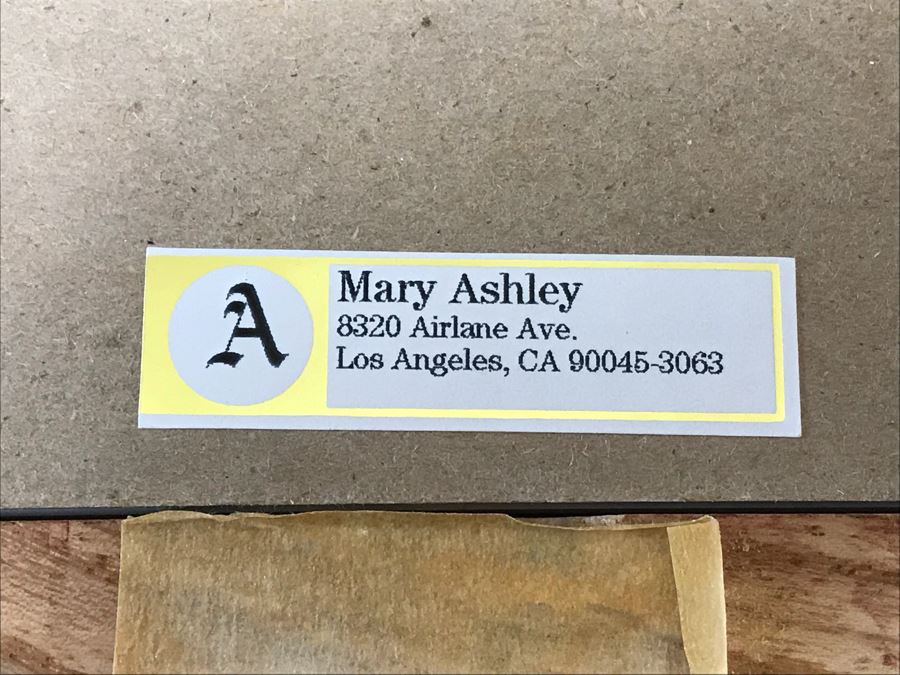 A
Mary Ashley
8320 Airlane Ave.
Los Angeles, CA 90045-3063